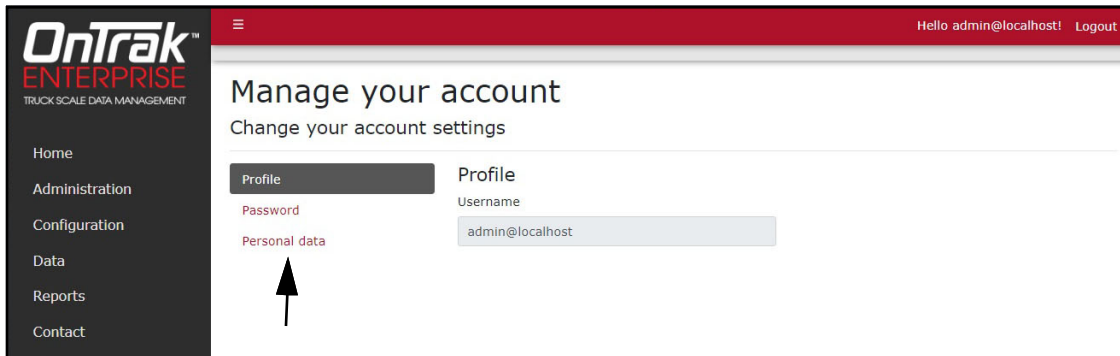 OnTrak™
ENTERPRISE
TRUCK SCALE DATA MANAGEMENT
Home
Administration
Configuration
Data
Reports
Contact
Hello admin@localhost! Logout
Manage your account
Change your account settings
Profile
Password
Personal data
Profile
Username
admin@localhost